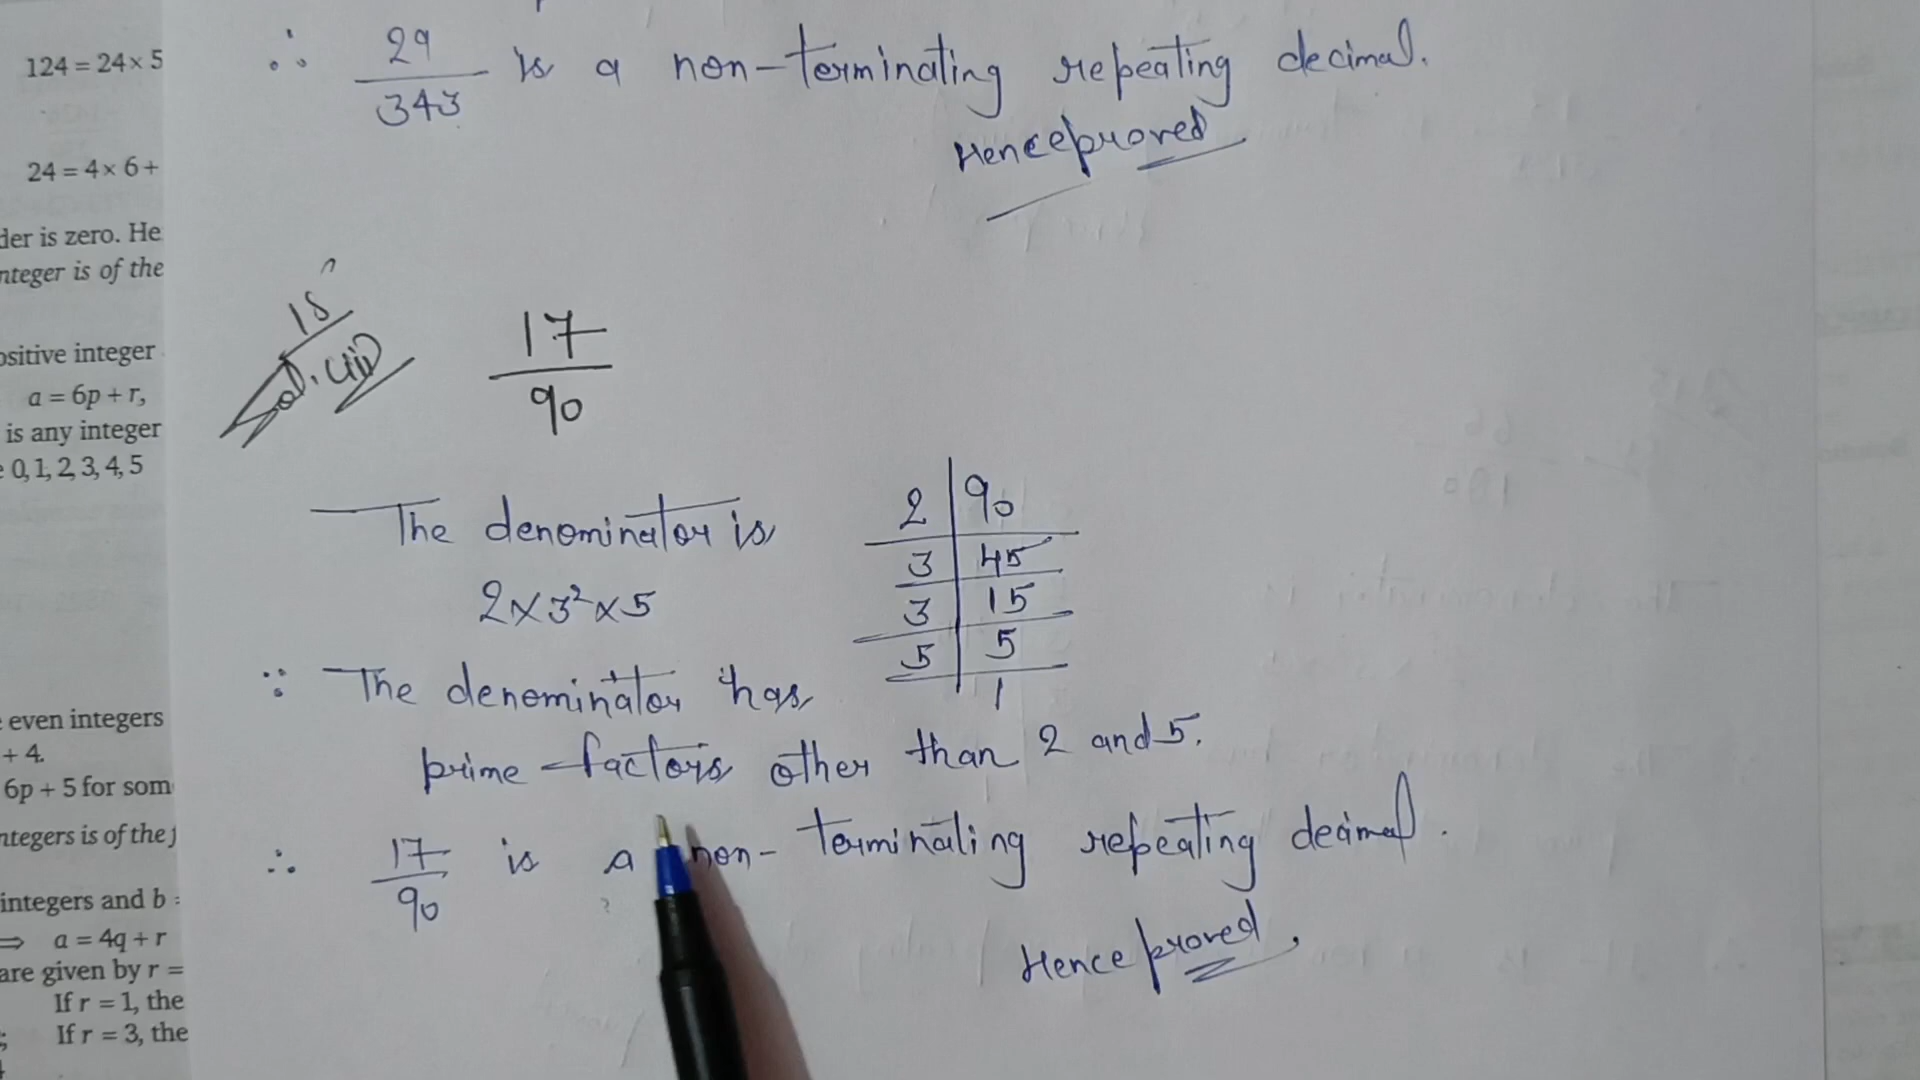 124 = 24 × 5
24 = 4 × 6 +
der is zero. He
nteger is of the
ositive integer
a = 6p + r,
is any integer
0, 1, 2, 3, 4, 5
even integers
+ 4.
6p + 5 for som
ntegers is of the
integers and b =
⇒ a = 4q + r
are given by r =
If r = 1, the
If r = 3, the
∴ 29/343 is a non-terminating repeating decimal.
Hence proved
18
Sol. (iii)
17/90
The denominator is
2 × 3² × 5
2 | 90
3 | 45
3 | 15
5 | 5
1
∵ The denominator has
prime factors other than 2 and 5.
∴ 17/90 is a non-terminating repeating decimal.
Hence proved.